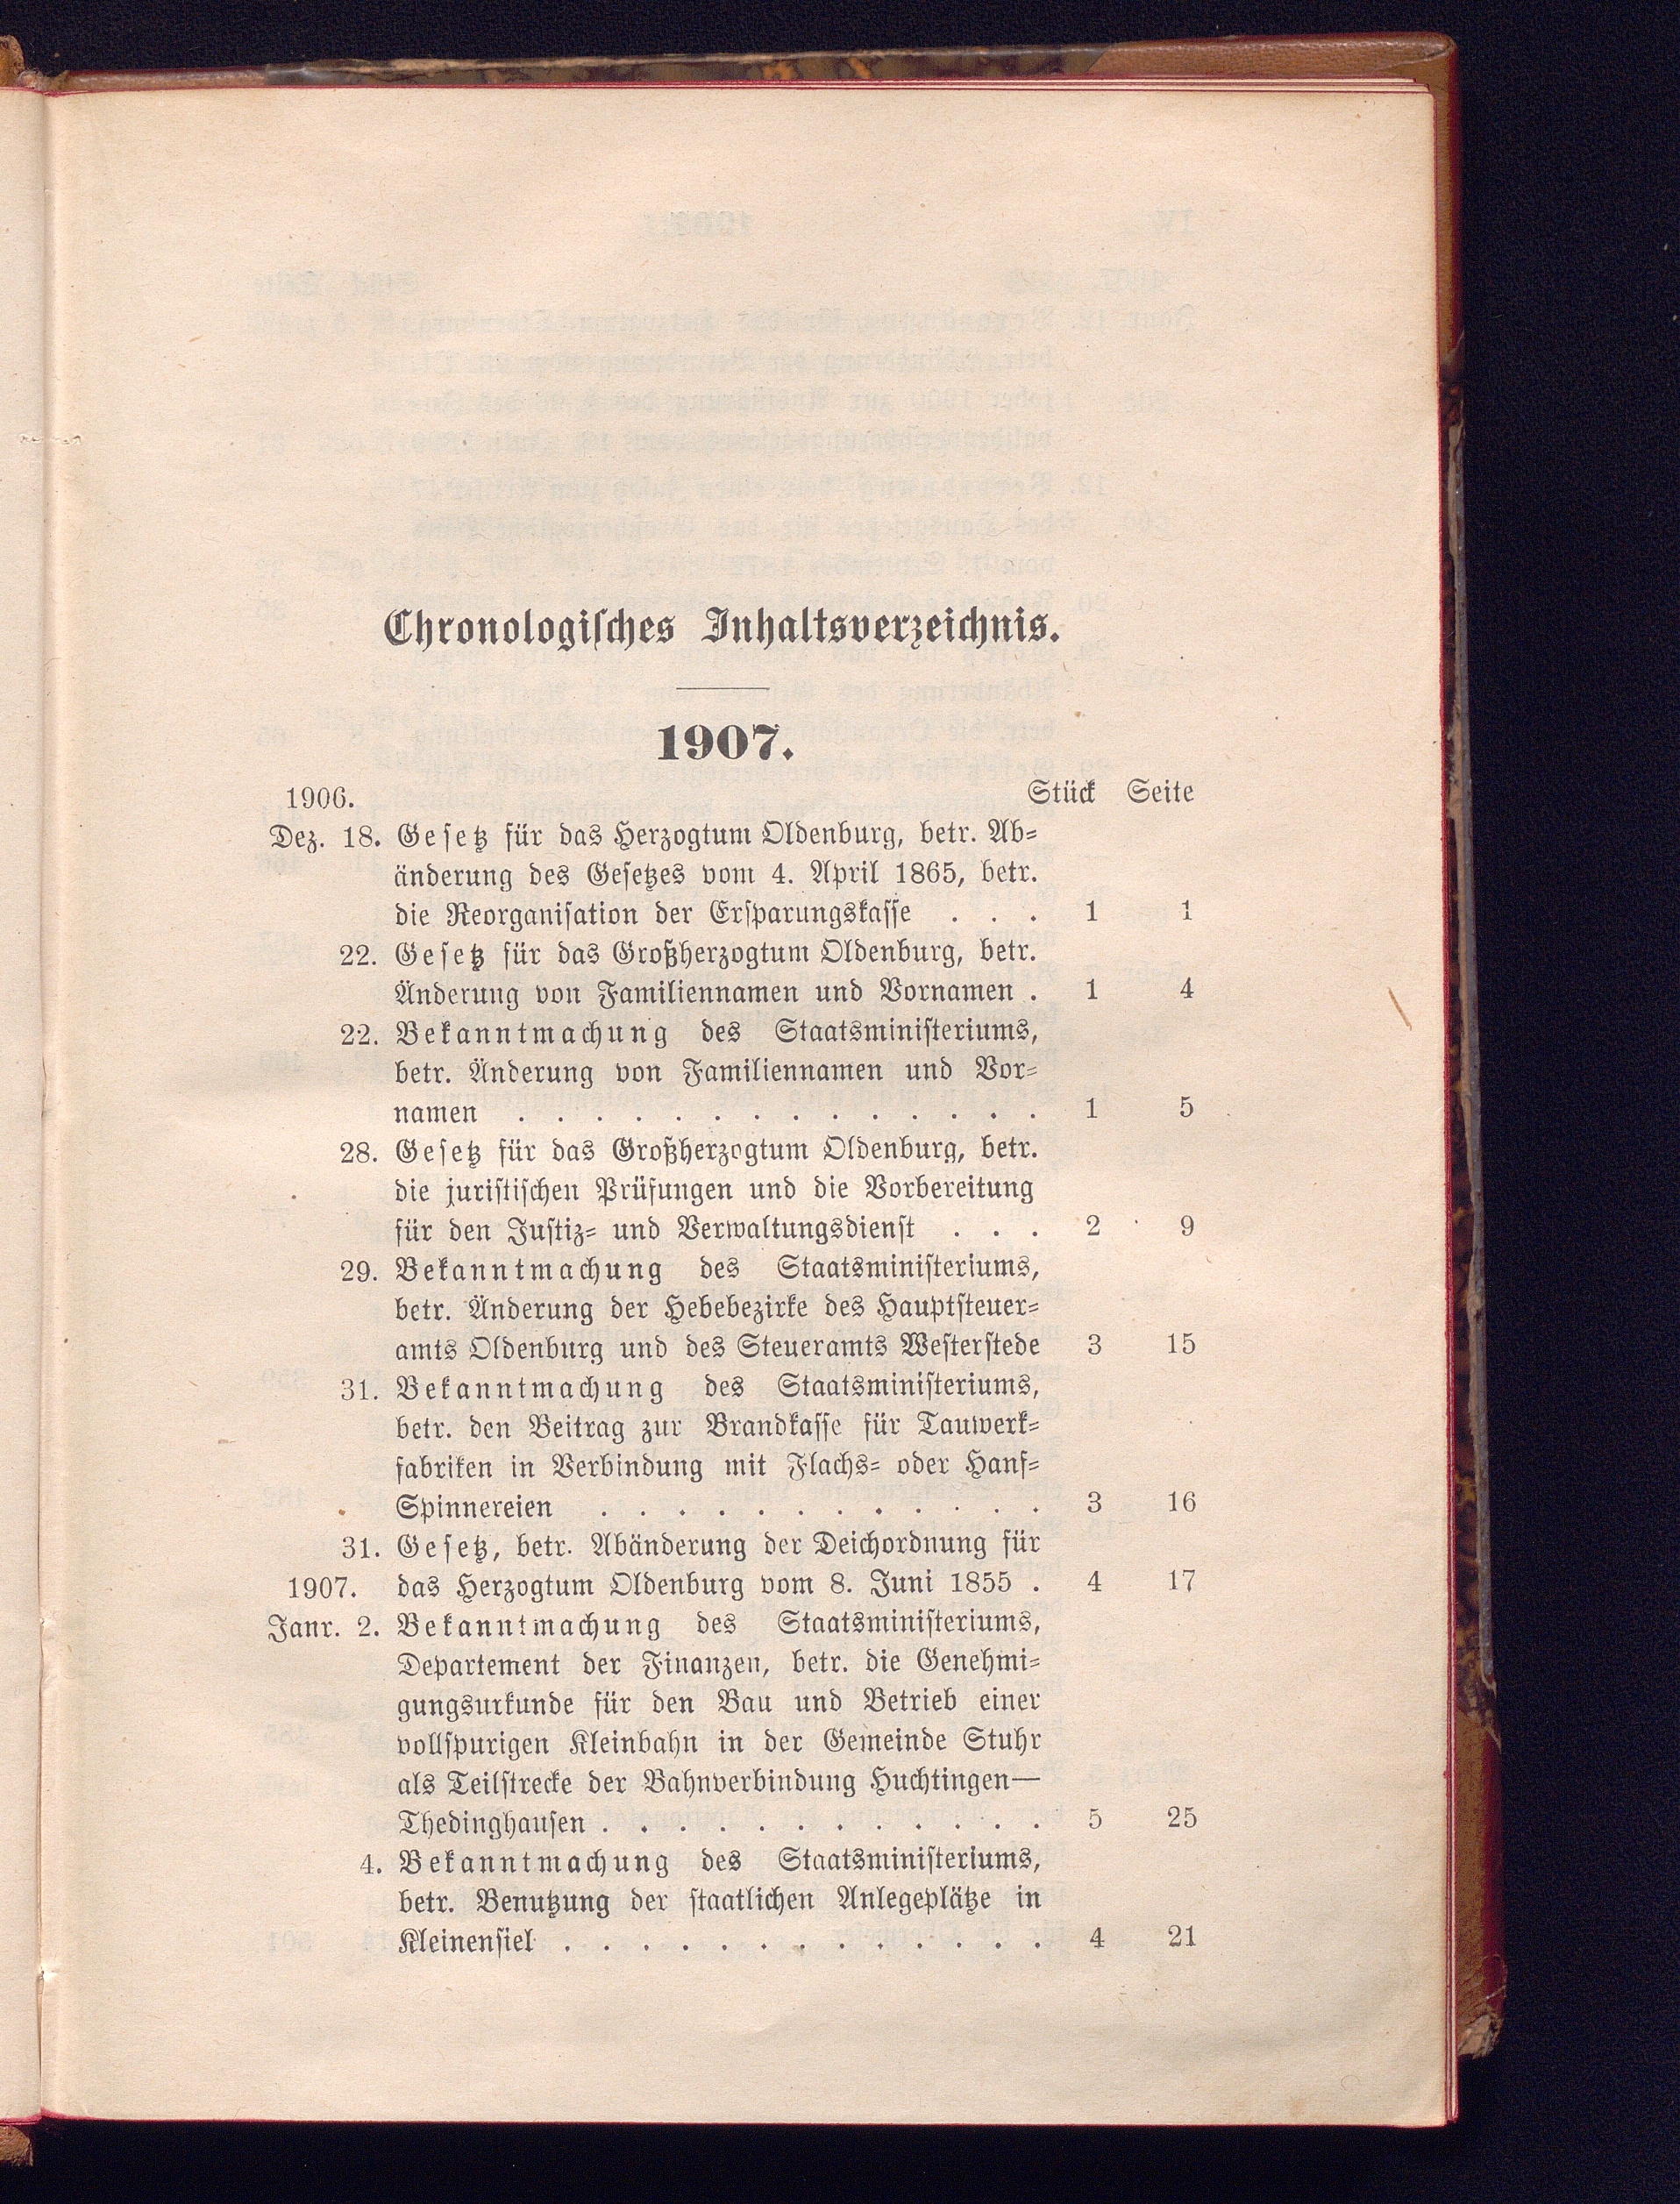 Chronologisches Inhaltsverzeichnis.
1907.
1906. Stück Seite
Dez. 18. Gesetz für das Herzogtum Oldenburg, betr. Ab-
änderung des Gesetzes vom 4. April 1865, betr.
die Reorganisation der Ersparungskasse . . . 1 1
22. Gesetz für das Großherzogtum Oldenburg, betr.
Änderung von Familiennamen und Vornamen . 1 4
22. Bekanntmachung des Staatsministeriums,
betr. Änderung von Familiennamen und Vor-
namen . . . . . . . . . . . . . . 1 5
28. Gesetz für das Großherzogtum Oldenburg, betr.
die juristischen Prüfungen und die Vorbereitung
für den Justiz- und Verwaltungsdienst . . . 2 9
29. Bekanntmachung des Staatsministeriums,
betr. Änderung der Hebebezirke des Hauptsteuer-
amts Oldenburg und des Steueramts Westerstede 3 15
31. Bekanntmachung des Staatsministeriums,
betr. den Beitrag zur Brandkasse für Tauwerk-
fabriken in Verbindung mit Flachs- oder Hanf-
Spinnereien . . . . . . . . . . . . 3 16
31. Gesetz, betr. Abänderung der Deichordnung für
1907. das Herzogtum Oldenburg vom 8. Juni 1855 . 4 17
Janr. 2. Bekanntmachung des Staatsministeriums,
Departement der Finanzen, betr. die Genehmi-
gungsurkunde für den Bau und Betrieb einer
vollspurigen Kleinbahn in der Gemeinde Stuhr
als Teilstrecke der Bahnverbindung Huchtingen—
Thedinghausen . . . . . . . . . . . . 5 25
4. Bekanntmachung des Staatsministeriums,
betr. Benutzung der staatlichen Anlegeplätze in
Kleinensiel . . . . . . . . . . . . . 4 21